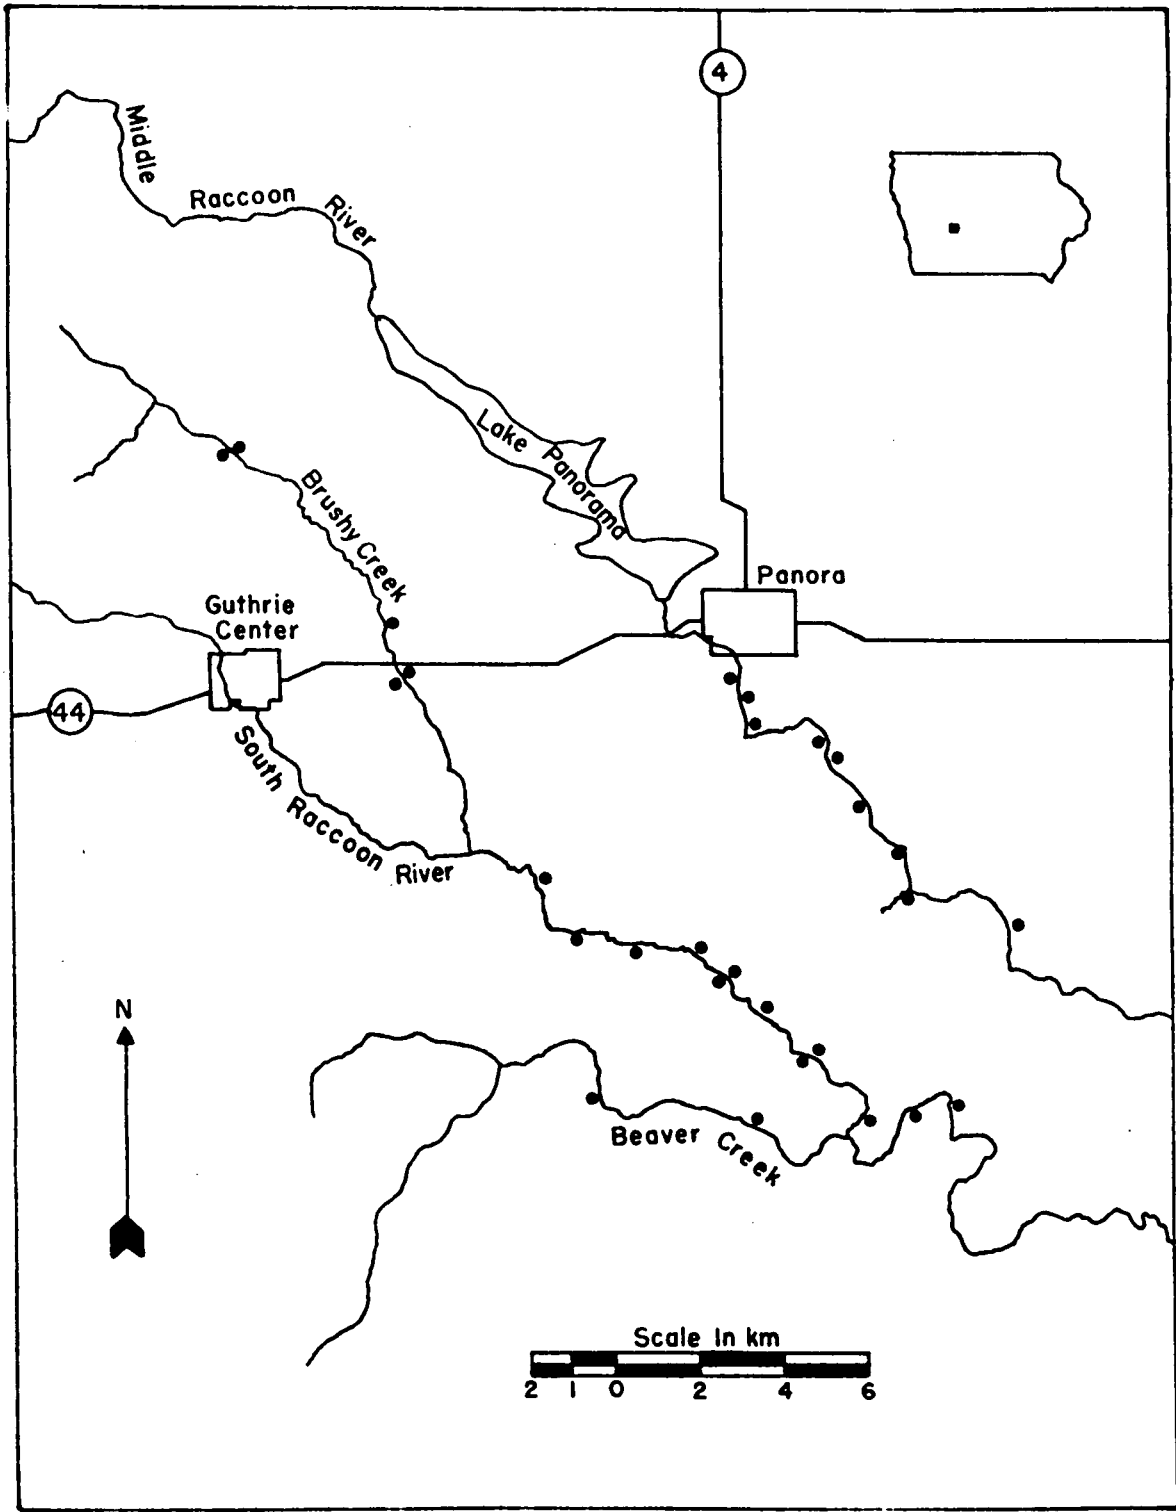 4
Middle
Raccoon
River
Lake Panorama
Brushy Creek
Panora
Guthrie
Center
44
South Raccoon River
N
Beaver Creek
Scale In km
2 1 0 2 4 6